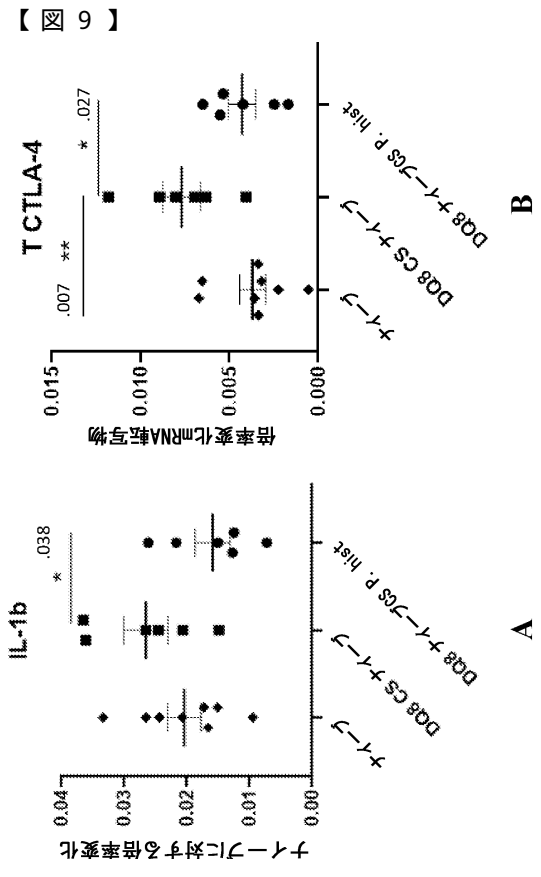 【図9】
IL-1b
ナイーブに対する倍率変化
0.04
0.03
0.02
0.01
0.00
*
.038
ナイーブ
DQ8 CS ナイーブ
DQ8 ナイーブCS P. hist
A
T CTLA-4
倍率変化mRNA転写物
0.015
0.010
0.005
0.000
.007
**
*
.027
ナイーブ
DQ8 CS ナイーブ
DQ8 ナイーブCS P. hist
B